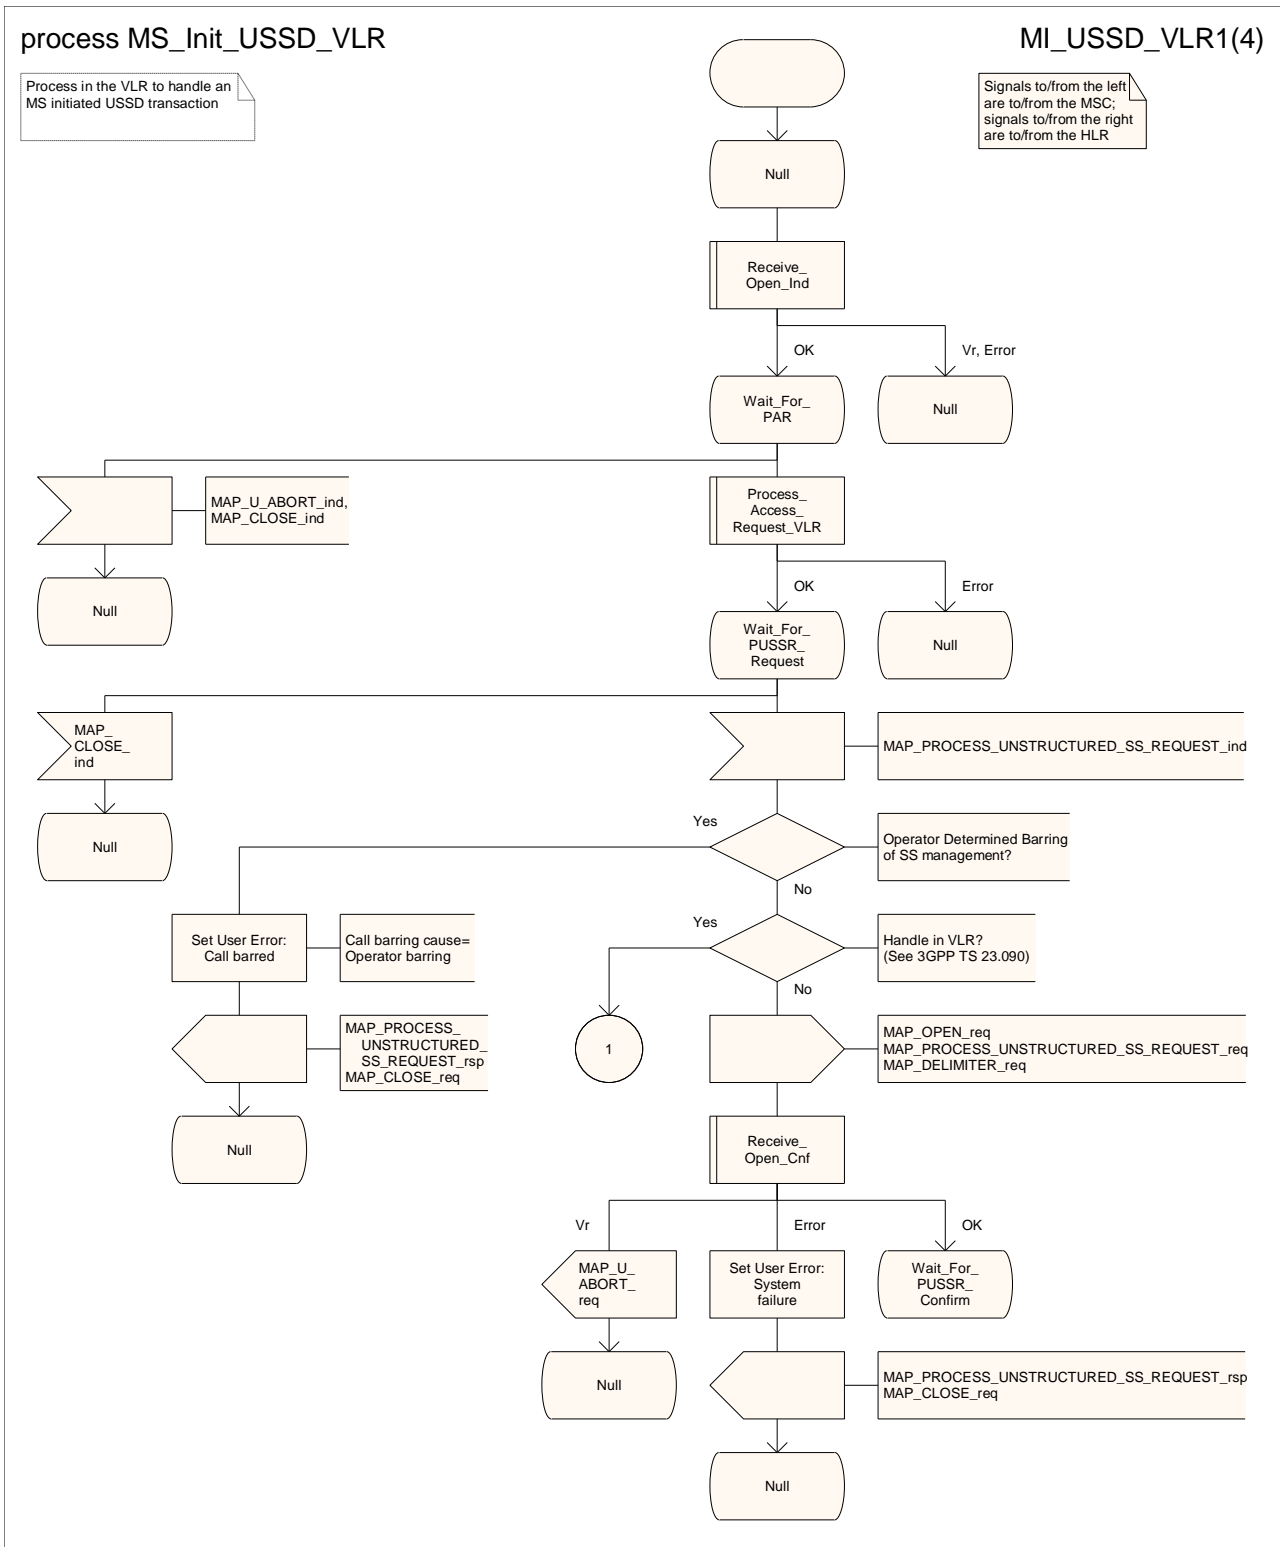 process MS_Init_USSD_VLR
MI_USSD_VLR1(4)
Process in the VLR to handle an
MS initiated USSD transaction
Signals to/from the left
are to/from the MSC;
signals to/from the right
are to/from the HLR
Null
Receive_
Open_Ind
OK
Vr, Error
Wait_For_
PAR
Null
MAP_U_ABORT_ind,
MAP_CLOSE_ind
Process_
Access_
Request_VLR
Null
OK
Error
Wait_For_
PUSSR_
Request
Null
MAP_
CLOSE_
ind
MAP_PROCESS_UNSTRUCTURED_SS_REQUEST_ind
Null
Yes
Operator Determined Barring
of SS management?
No
Set User Error:
Call barred
Call barring cause=
Operator barring
Yes
Handle in VLR?
(See 3GPP TS 23.090)
No
MAP_PROCESS_
UNSTRUCTURED_
SS_REQUEST_rsp
MAP_CLOSE_req
1
MAP_OPEN_req
MAP_PROCESS_UNSTRUCTURED_SS_REQUEST_req
MAP_DELIMITER_req
Null
Receive_
Open_Cnf
Vr
Error
OK
MAP_U_
ABORT_
req
Set User Error:
System
failure
Wait_For_
PUSSR_
Confirm
Null
MAP_PROCESS_UNSTRUCTURED_SS_REQUEST_rsp
MAP_CLOSE_req
Null